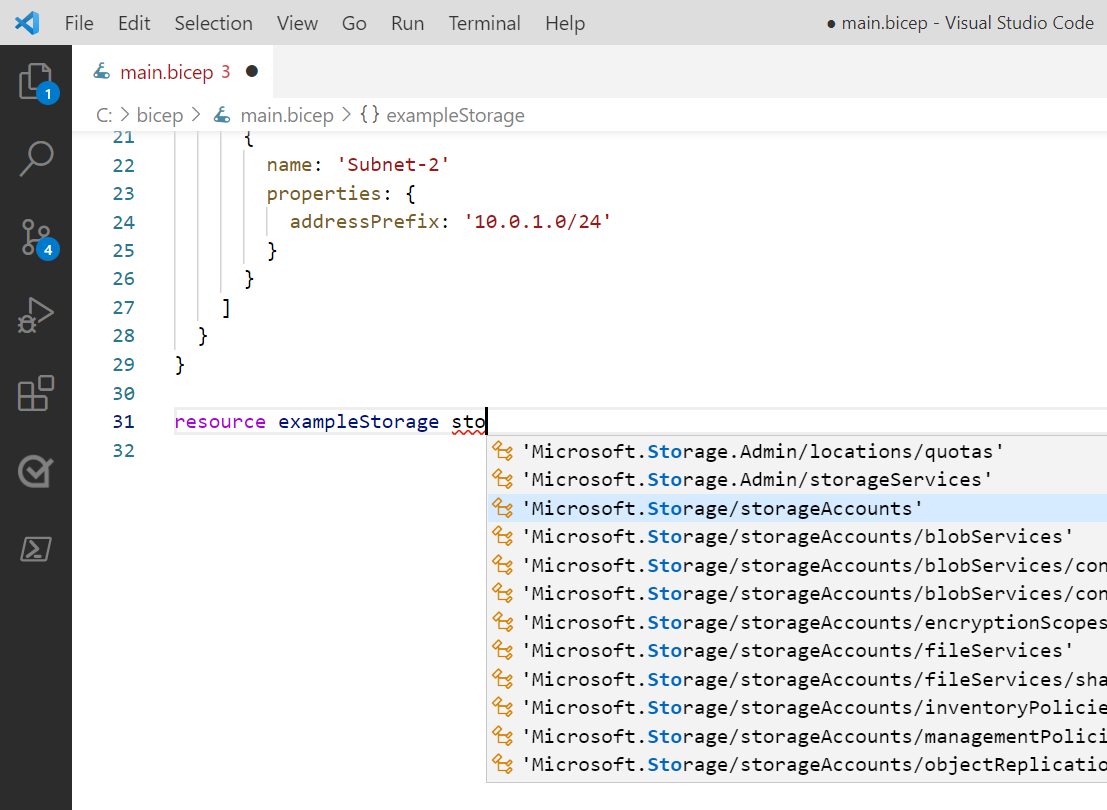 File Edit Selection View Go Run Terminal Help ● main.bicep - Visual Studio Code
main.bicep 3 ●
C: > bicep > main.bicep > {} exampleStorage
1
4
21 {
22 name: 'Subnet-2'
23 properties: {
24 addressPrefix: '10.0.1.0/24'
25 }
26 }
27 ]
28 }
29 }
30
31 resource exampleStorage sto
32
'Microsoft.Storage.Admin/locations/quotas'
'Microsoft.Storage.Admin/storageServices'
'Microsoft.Storage/storageAccounts'
'Microsoft.Storage/storageAccounts/blobServices'
'Microsoft.Storage/storageAccounts/blobServices/con
'Microsoft.Storage/storageAccounts/blobServices/con
'Microsoft.Storage/storageAccounts/encryptionScopes
'Microsoft.Storage/storageAccounts/fileServices'
'Microsoft.Storage/storageAccounts/fileServices/sha
'Microsoft.Storage/storageAccounts/inventoryPolicie
'Microsoft.Storage/storageAccounts/managementPolici
'Microsoft.Storage/storageAccounts/objectReplicatio